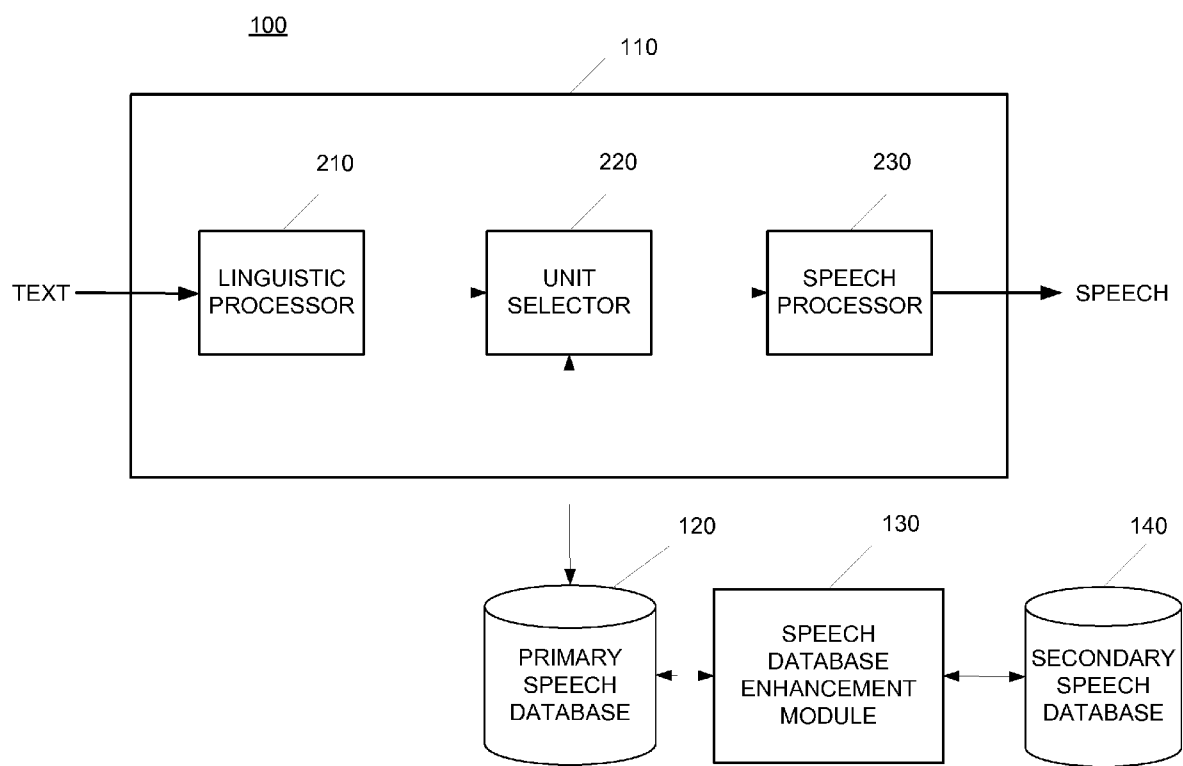 100
110
210
220
230
TEXT
LINGUISTIC
PROCESSOR
UNIT
SELECTOR
SPEECH
PROCESSOR
SPEECH
120
130
140
PRIMARY
SPEECH
DATABASE
SPEECH
DATABASE
ENHANCEMENT
MODULE
SECONDARY
SPEECH
DATABASE